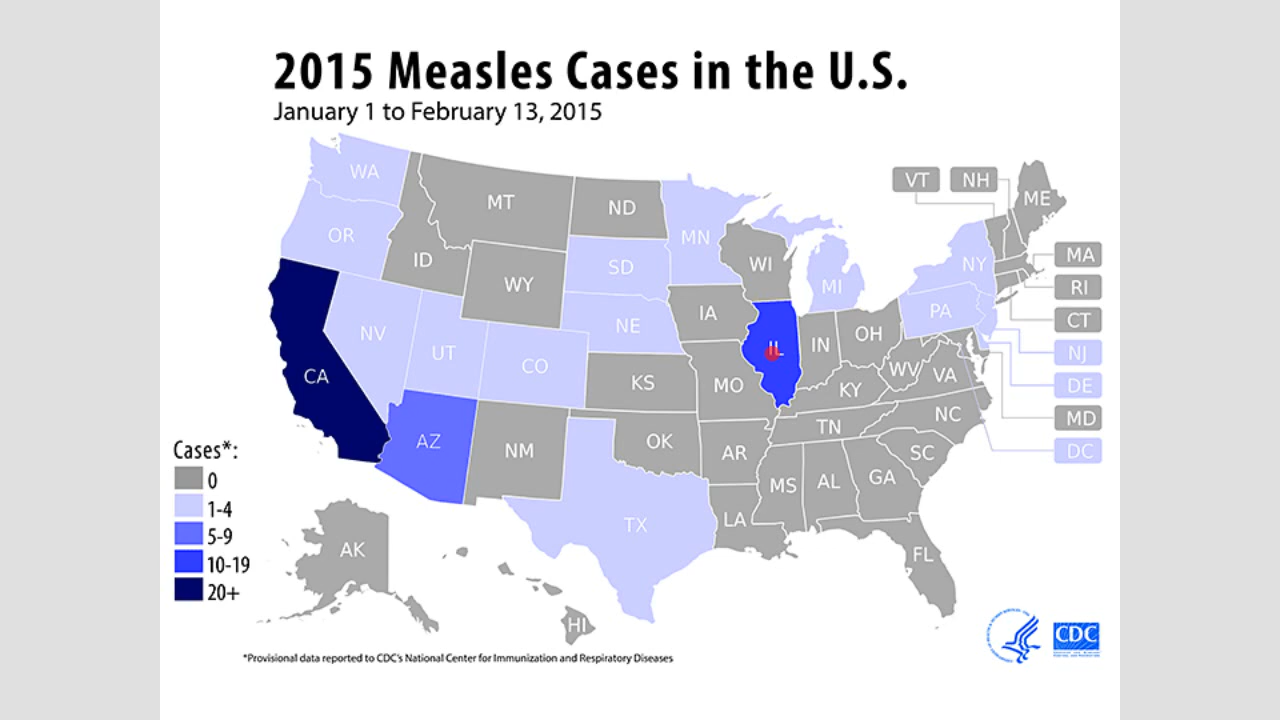 2015 Measles Cases in the U.S.
January 1 to February 13, 2015
WA
MT
ND
MN
VT
NH
ME
OR
ID
WY
SD
WI
MI
NY
MA
RI
CT
NJ
DE
MD
DC
NV
UT
CO
NE
IA
IL
IN
OH
PA
CA
KS
MO
KY
WV
VA
AZ
NM
OK
AR
TN
NC
SC
TX
LA
MS
AL
GA
FL
AK
HI
Cases*:
0
1-4
5-9
10-19
20+
CDC
*Provisional data reported to CDC's National Center for Immunization and Respiratory Diseases